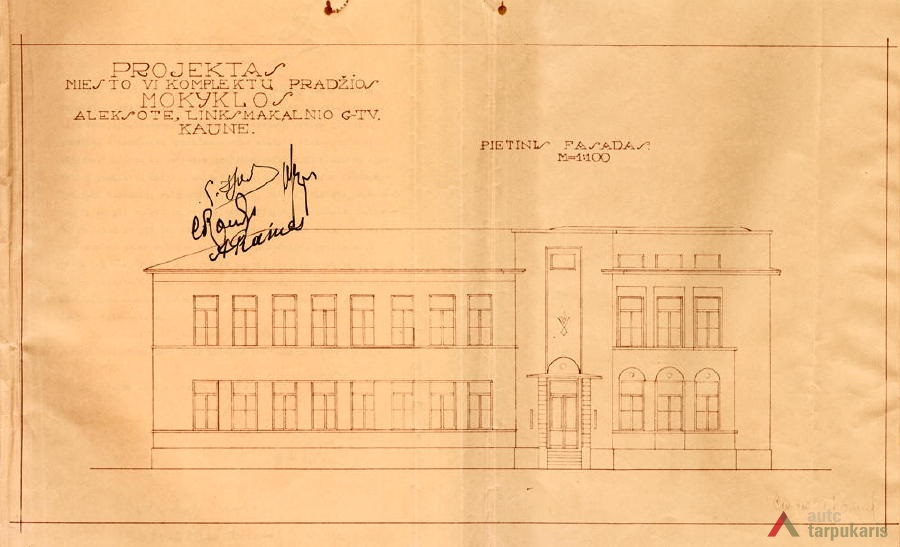 PROJEKTAS
MIESTO VI KOMPLEKTŲ PRADŽIOS
MOKYKLOS
ALEKSOTE, LINKSMAKALNIO G-TV.
KAUNE.
PIETINIS FASADAS:
M=1:100
autc
tarpukaris